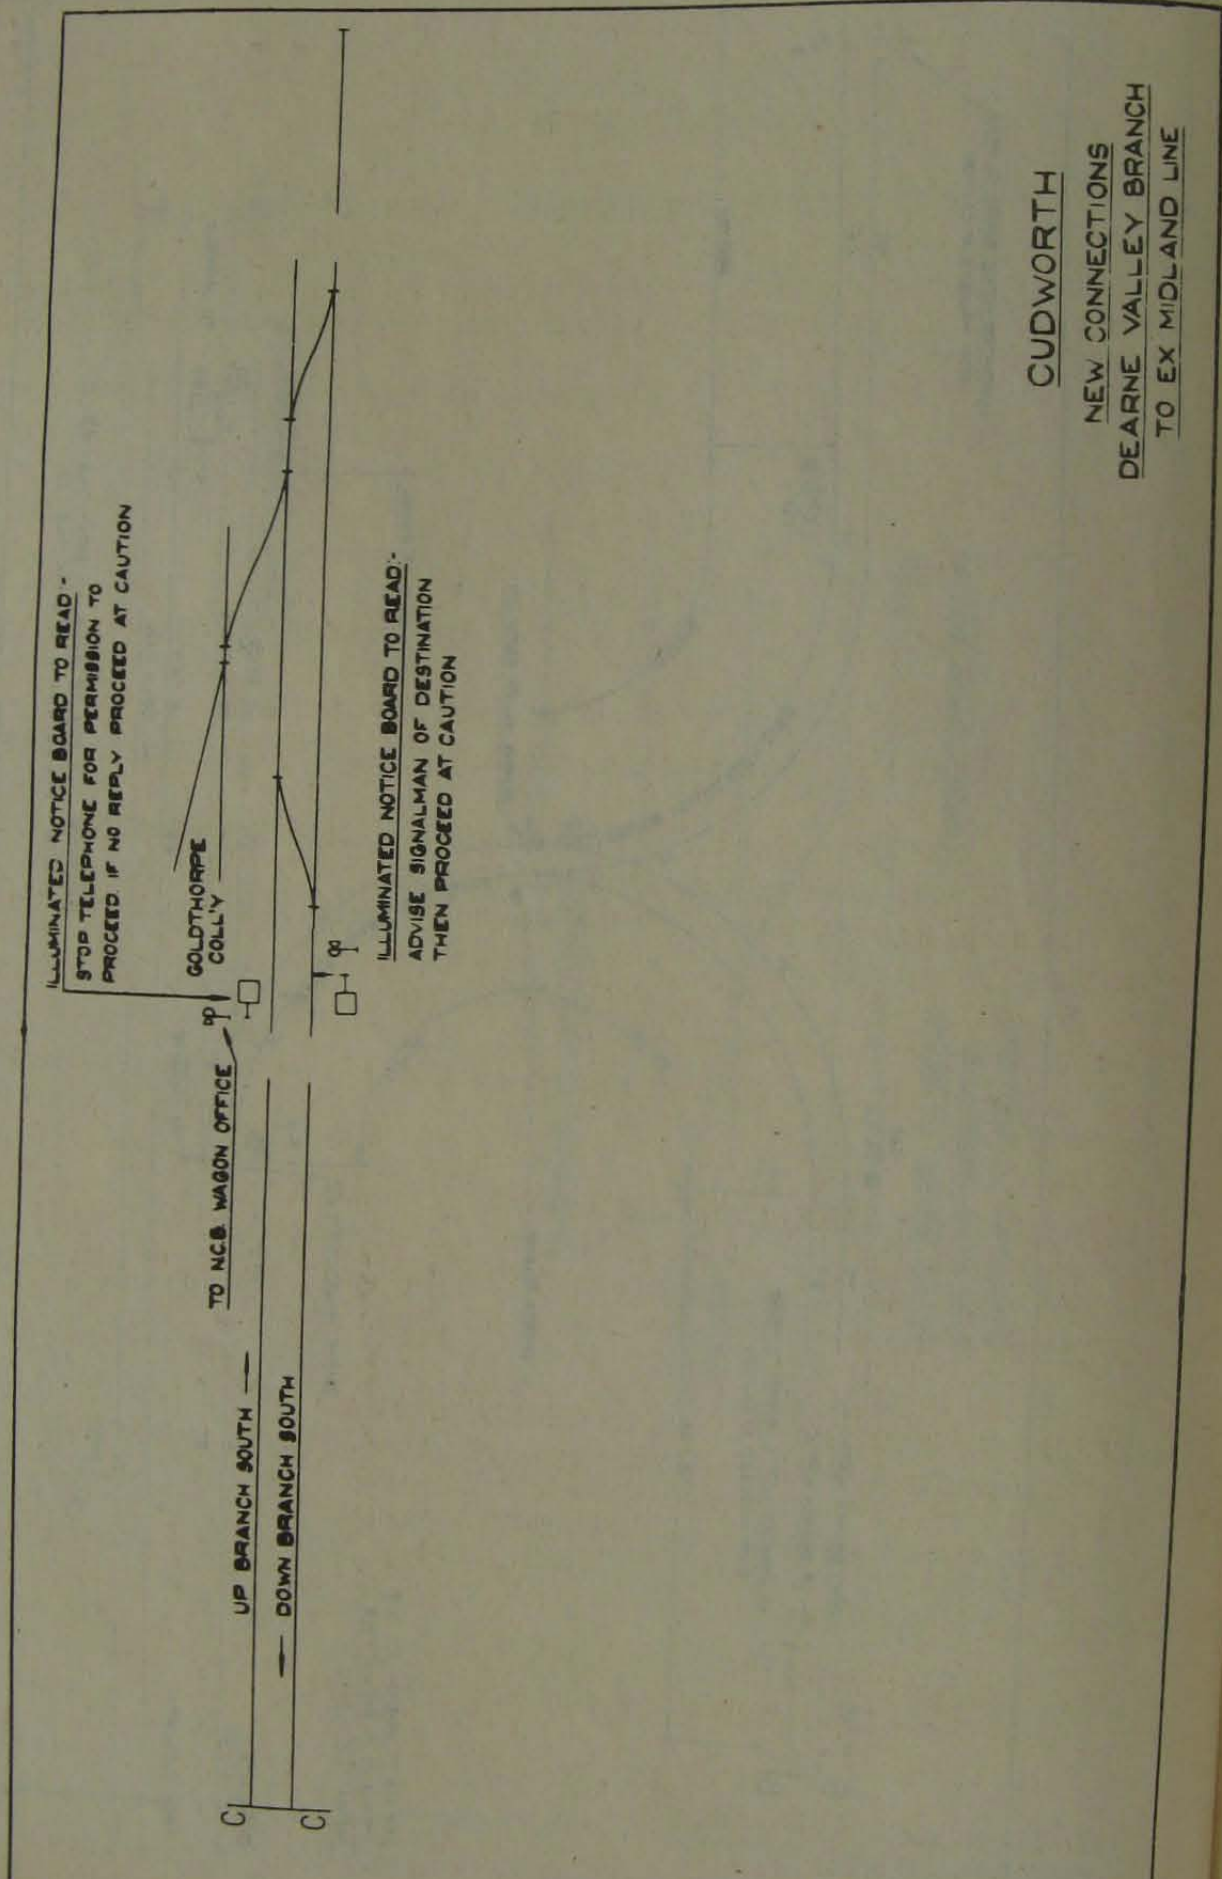 ILLUMINATED NOTICE BOARD TO READ:-
STOP TELEPHONE FOR PERMISSION TO
PROCEED. IF NO REPLY PROCEED AT CAUTION
GOLDTHORPE
COLL'Y
TO N.C.B. WAGON OFFICE
UP BRANCH SOUTH
DOWN BRANCH SOUTH
C
C
ILLUMINATED NOTICE BOARD TO READ:-
ADVISE SIGNALMAN OF DESTINATION
THEN PROCEED AT CAUTION
CUDWORTH
NEW CONNECTIONS
DEARNE VALLEY BRANCH
TO EX MIDLAND LINE